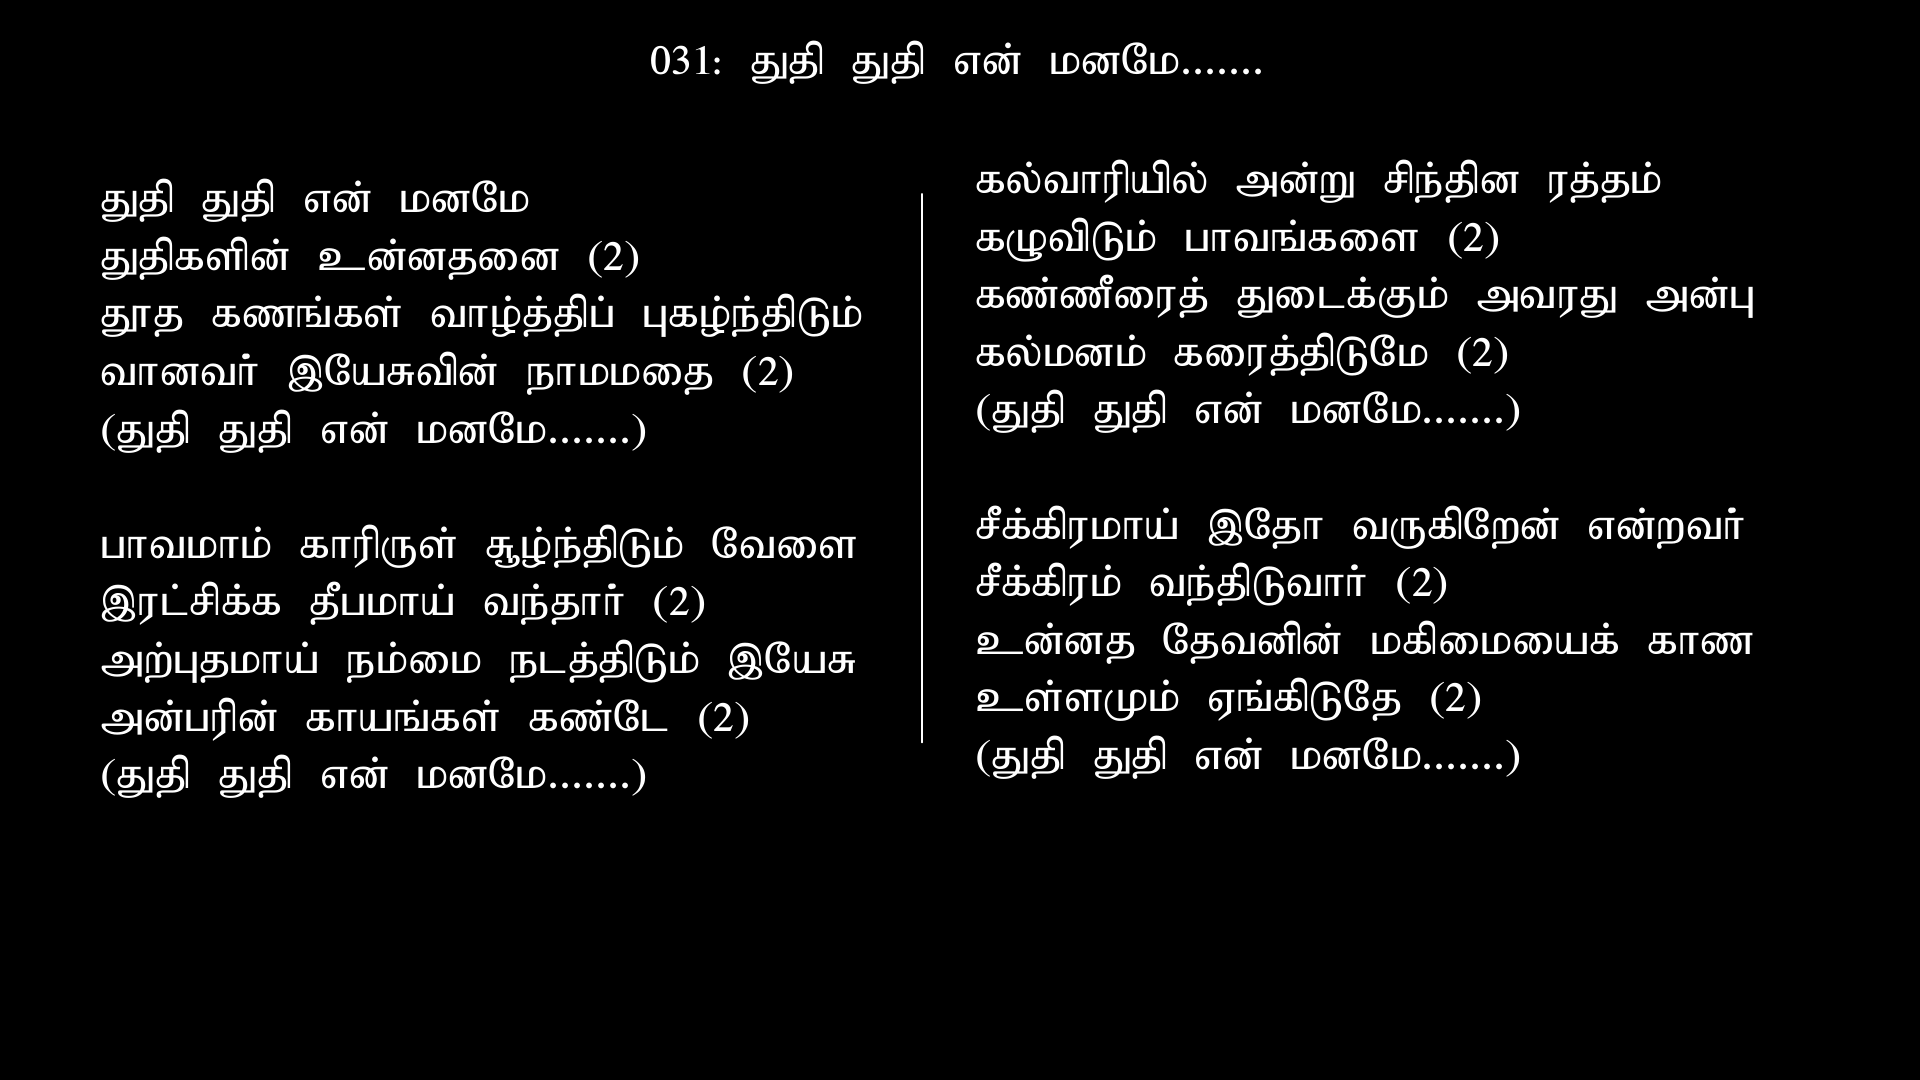 031: துதி துதி என் மனமே.......
துதி துதி என் மனமே
துதிகளின் உன்னதனை (2)
தூத கணங்கள் வாழ்த்திப் புகழ்ந்திடும்
வானவர் இயேசுவின் நாமமதை (2)
(துதி துதி என் மனமே.......)
பாவமாம் காரிருள் சூழ்ந்திடும் வேளை
இரட்சிக்க தீபமாய் வந்தார் (2)
அற்புதமாய் நம்மை நடத்திடும் இயேசு
அன்பரின் காயங்கள் கண்டே (2)
(துதி துதி என் மனமே.......)
கல்வாரியில் அன்று சிந்தின ரத்தம்
கழுவிடும் பாவங்களை (2)
கண்ணீரைத் துடைக்கும் அவரது அன்பு
கல்மனம் கரைத்திடுமே (2)
(துதி துதி என் மனமே.......)
சீக்கிரமாய் இதோ வருகிறேன் என்றவர்
சீக்கிரம் வந்திடுவார் (2)
உன்னத தேவனின் மகிமையைக் காண
உள்ளமும் ஏங்கிடுதே (2)
(துதி துதி என் மனமே.......)